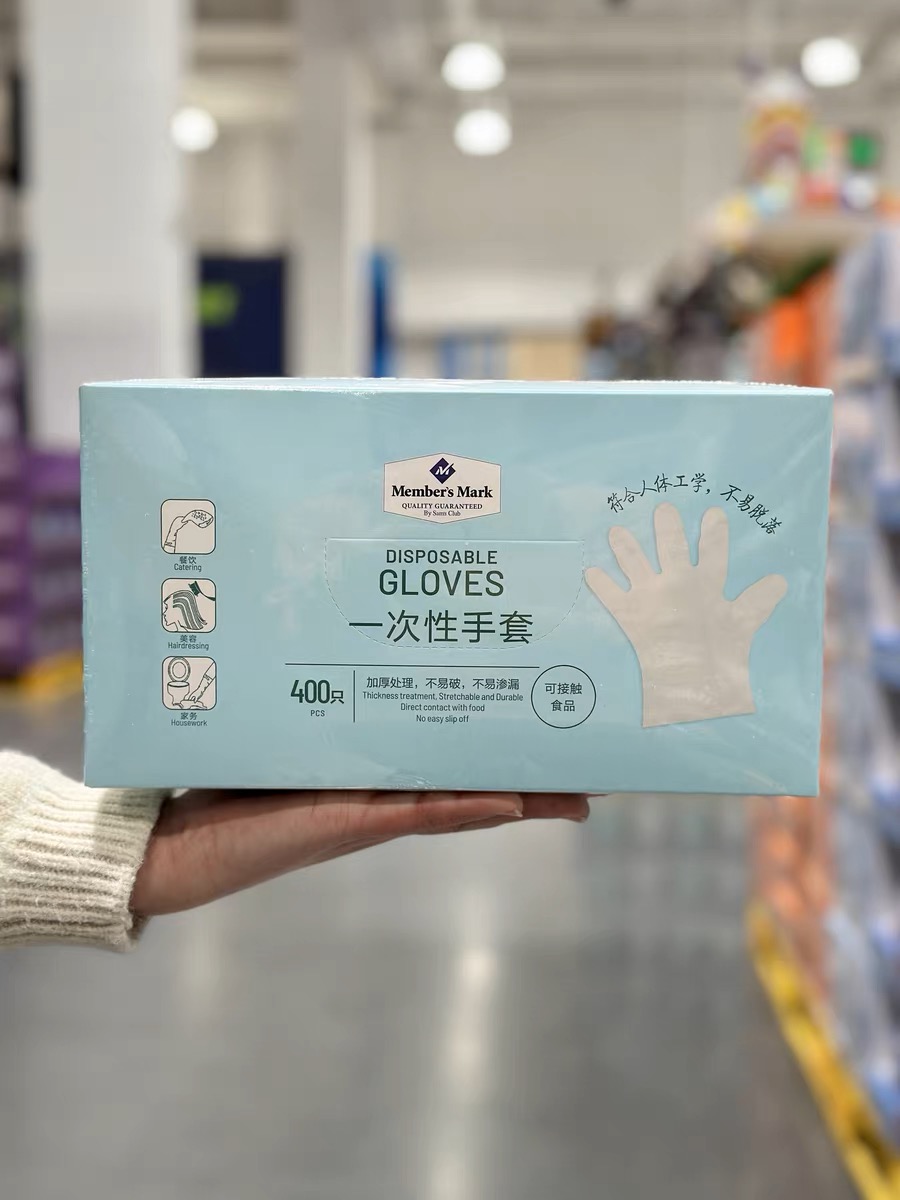 Member's Mark
QUALITY GUARANTEED
By Sam's Club
DISPOSABLE
GLOVES
一次性手套
餐饮
Catering
美容
Hairdressing
家务
Housework
400只
PCS
加厚处理，不易破，不易渗漏
Thickness treatment, Stretchable and Durable
Direct contact with food
No easy slip off
可接触
食品
符合人体工学，不易脱落